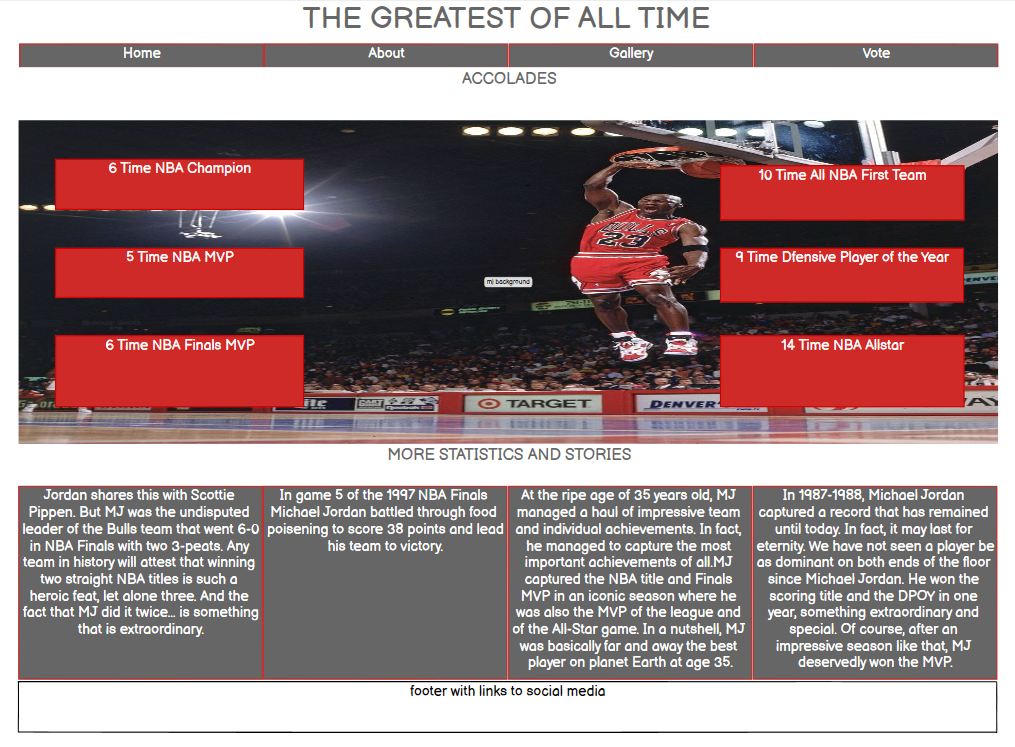 THE GREATEST OF ALL TIME
Home About Gallery Vote
ACCOLADES
6 Time NBA Champion
10 Time All NBA First Team
BULLS
23
5 Time NBA MVP
9 Time Dfensive Player of the Year
mj background
6 Time NBA Finals MVP
14 Time NBA Allstar
TARGET
DENVER
MORE STATISTICS AND STORIES
Jordan shares this with Scottie
Pippen. But MJ was the undisputed
leader of the Bulls team that went 6-0
in NBA Finals with two 3-peats. Any
team in history will attest that winning
two straight NBA titles is such a
heroic feat, let alone three. And the
fact that MJ did it twice... is something
that is extraordinary.
In game 5 of the 1997 NBA Finals
Michael Jordan battled through food
poisening to score 38 points and lead
his team to victory.
At the ripe age of 35 years old, MJ
managed a haul of impressive team
and individual achievements. In fact,
he managed to capture the most
important achievements of all.MJ
captured the NBA title and Finals
MVP in an iconic season where he
was also the MVP of the league and
of the All-Star game. In a nutshell, MJ
was basically far and away the best
player on planet Earth at age 35.
In 1987-1988, Michael Jordan
captured a record that has remained
until today. In fact, it may last for
eternity. We have not seen a player be
as dominant on both ends of the floor
since Michael Jordan. He won the
scoring title and the DPOY in one
year, something extraordinary and
special. Of course, after an
impressive season like that, MJ
deservedly won the MVP.
footer with links to social media